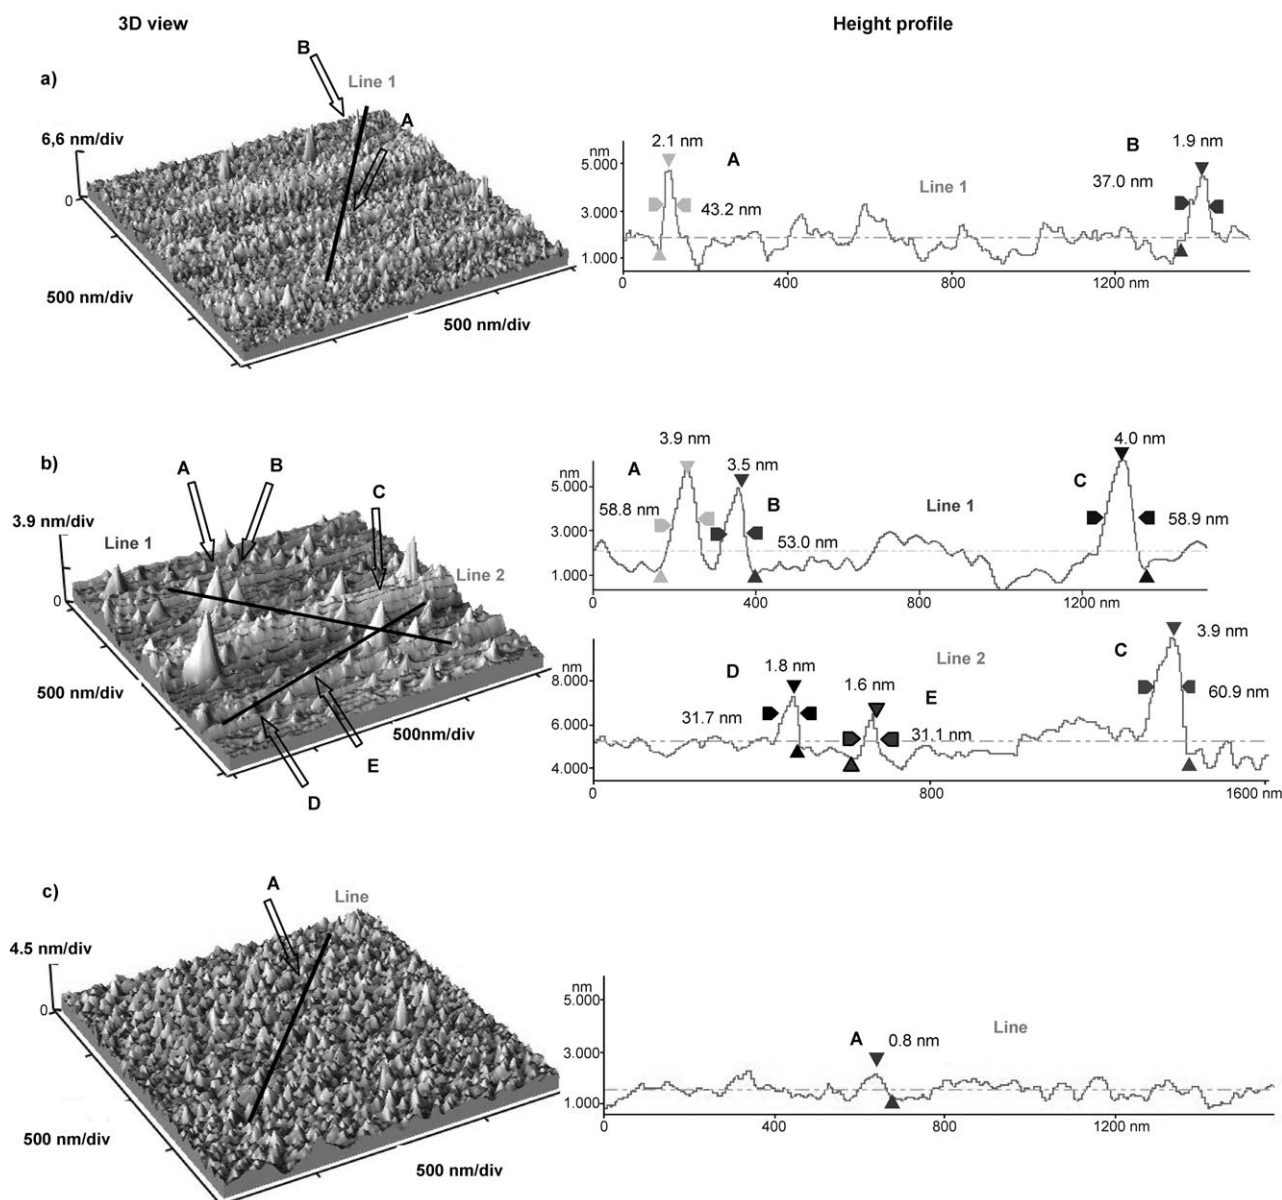 3D view
Height profile
a)
B
Line 1
A
6,6 nm/div
0
500 nm/div
500 nm/div
nm
5.000
3.000
1.000
2.1 nm
A
43.2 nm
Line 1
B
1.9 nm
37.0 nm
0
400
800
1200 nm
b)
A
B
C
3.9 nm/div
Line 1
Line 2
0
500 nm/div
500nm/div
E
D
nm
5.000
3.000
1.000
3.9 nm
A
3.5 nm
58.8 nm
B
53.0 nm
Line 1
C
4.0 nm
58.9 nm
0
400
800
1200 nm
nm
8.000
6.000
4.000
D
1.8 nm
31.7 nm
1.6 nm
E
31.1 nm
Line 2
C
3.9 nm
60.9 nm
0
800
1600 nm
c)
A
Line
4.5 nm/div
0
500 nm/div
500 nm/div
nm
5.000
3.000
1.000
A
0.8 nm
Line
0
400
800
1200 nm